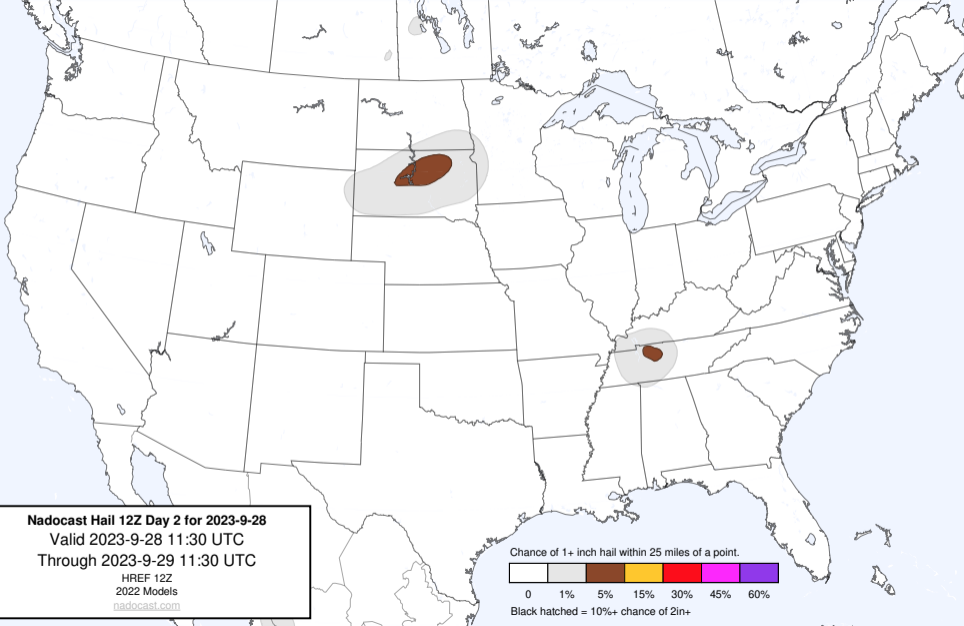 Nadocast Hail 12Z Day 2 for 2023-9-28
Valid 2023-9-28 11:30 UTC
Through 2023-9-29 11:30 UTC
HREF 12Z
2022 Models
nadocast.com
Chance of 1+ inch hail within 25 miles of a point.
0 1% 5% 15% 30% 45% 60%
Black hatched = 10%+ chance of 2in+